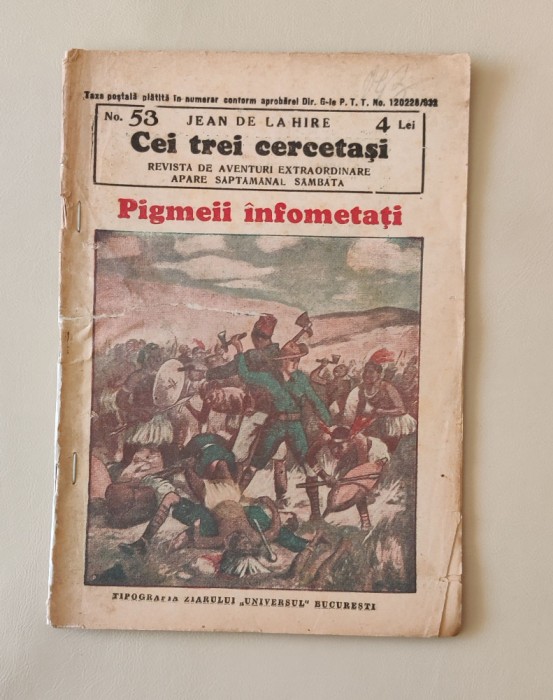 Taxa poștală plătită în numerar conform aprobărei Dir. G-le P. T. T. No. 120228/932
No. 53 JEAN DE LA HIRE 4 Lei
Cei trei cercetași
REVISTA DE AVENTURI EXTRAORDINARE
APARE SAPTAMANAL SAMBATA
Pigmeii înfometați
TIPOGRAFIA ZIARULUI „UNIVERSUL" BUCUREȘTI